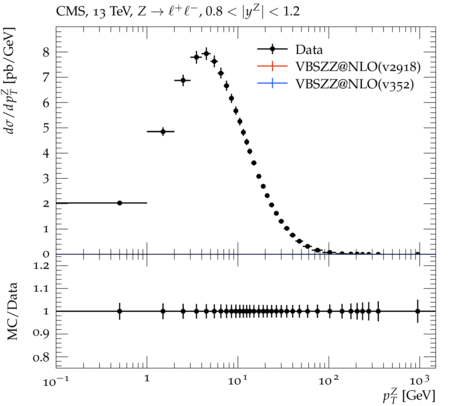 CMS, 13 TeV, Z → ℓ⁺ℓ⁻, 0.8 < |y^Z| < 1.2
dσ/dp_T^Z [pb/GeV]
8
7
6
5
4
3
2
1
0
Data
VBSZZ@NLO(v2918)
VBSZZ@NLO(v352)
MC/Data
1.2
1.1
1
0.9
0.8
10⁻¹ 1 10¹ 10² 10³
p_T^Z [GeV]